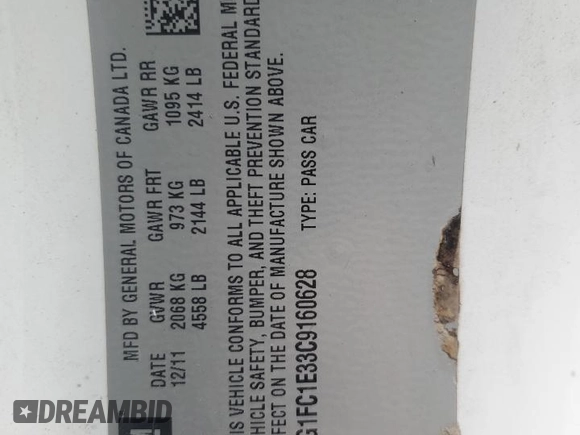 MFD BY GENERAL MOTORS OF CANADA LTD.
DATE GVWR GAWR FRT GAWR RR
12/11 2068 KG 973 KG 1095 KG
4558 LB 2144 LB 2414 LB
IS VEHICLE CONFORMS TO ALL APPLICABLE U.S. FEDERAL M
HICLE SAFETY, BUMPER, AND THEFT PREVENTION STANDARD
FECT ON THE DATE OF MANUFACTURE SHOWN ABOVE.
G1FC1E33C9160628 TYPE: PASS CAR
DREAMBID